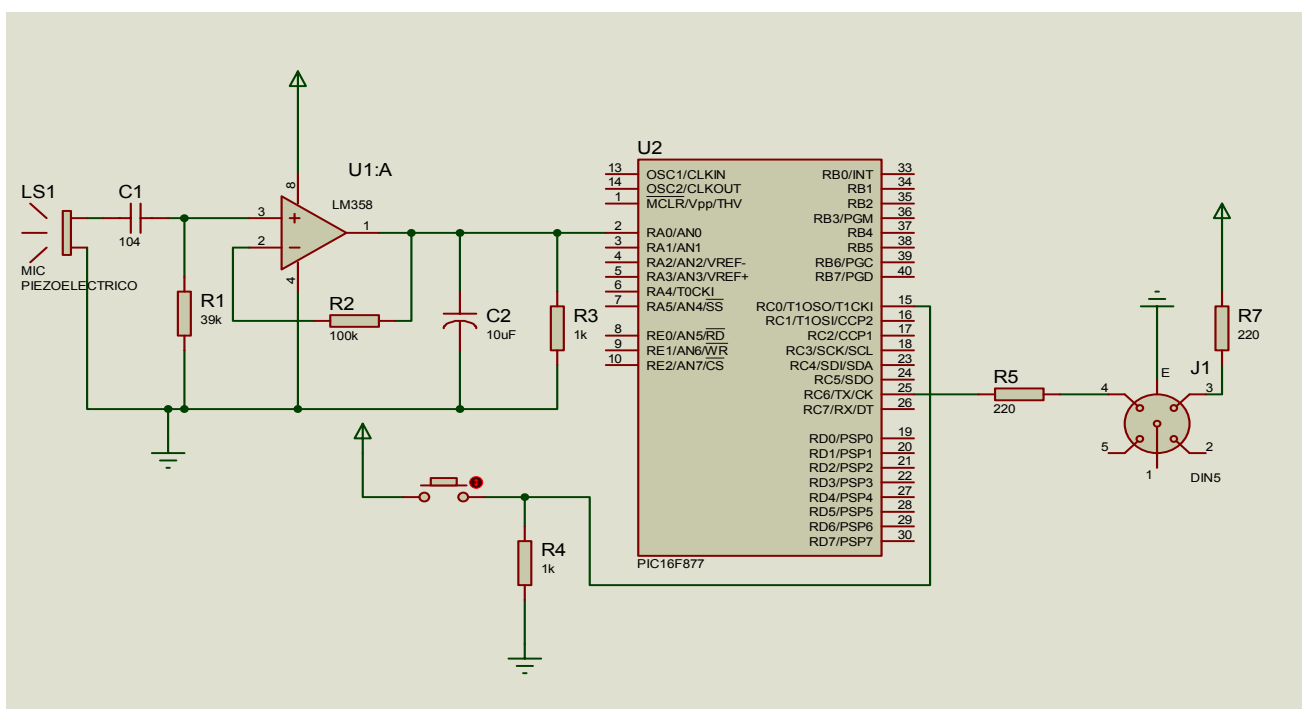 LS1
MIC
PIEZOELECTRICO
C1
104
R1
39k
U1:A
LM358
3
2
8
4
1
+
−
R2
100k
C2
10uF
R3
1k
R4
1k
U2
13 OSC1/CLKIN
14 OSC2/CLKOUT
1 MCLR/Vpp/THV
2 RA0/AN0
3 RA1/AN1
4 RA2/AN2/VREF-
5 RA3/AN3/VREF+
6 RA4/T0CKI
7 RA5/AN4/SS
8 RE0/AN5/RD
9 RE1/AN6/WR
10 RE2/AN7/CS
RB0/INT 33
RB1 34
RB2 35
RB3/PGM 36
RB4 37
RB5 38
RB6/PGC 39
RB7/PGD 40
RC0/T1OSO/T1CKI 15
RC1/T1OSI/CCP2 16
RC2/CCP1 17
RC3/SCK/SCL 18
RC4/SDI/SDA 23
RC5/SDO 24
RC6/TX/CK 25
RC7/RX/DT 26
RD0/PSP0 19
RD1/PSP1 20
RD2/PSP2 21
RD3/PSP3 22
RD4/PSP4 27
RD5/PSP5 28
RD6/PSP6 29
RD7/PSP7 30
PIC16F877
R5
220
R7
220
J1
E
4
3
5
2
1
DIN5